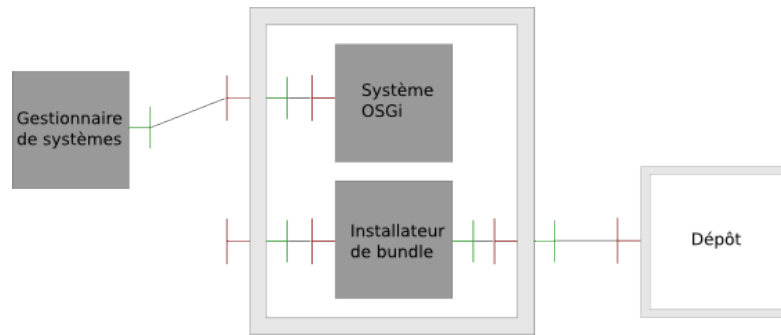 Gestionnaire
de systèmes
Système
OSGi
Installateur
de bundle
Dépôt